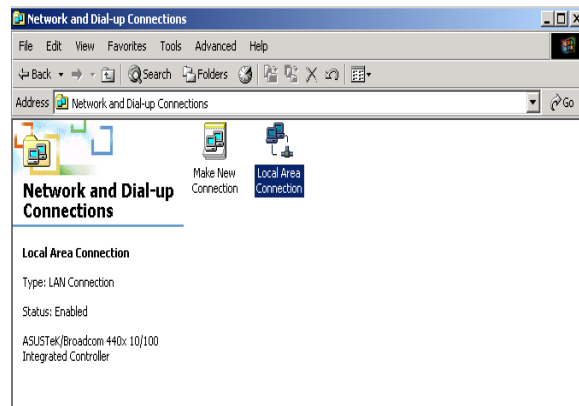 Network and Dial-up Connections
File Edit View Favorites Tools Advanced Help
Back Search Folders
Address Network and Dial-up Connections Go
Make New
Connection
Local Area
Connection
Network and Dial-up
Connections
Local Area Connection
Type: LAN Connection
Status: Enabled
ASUSTeK/Broadcom 440x 10/100
Integrated Controller